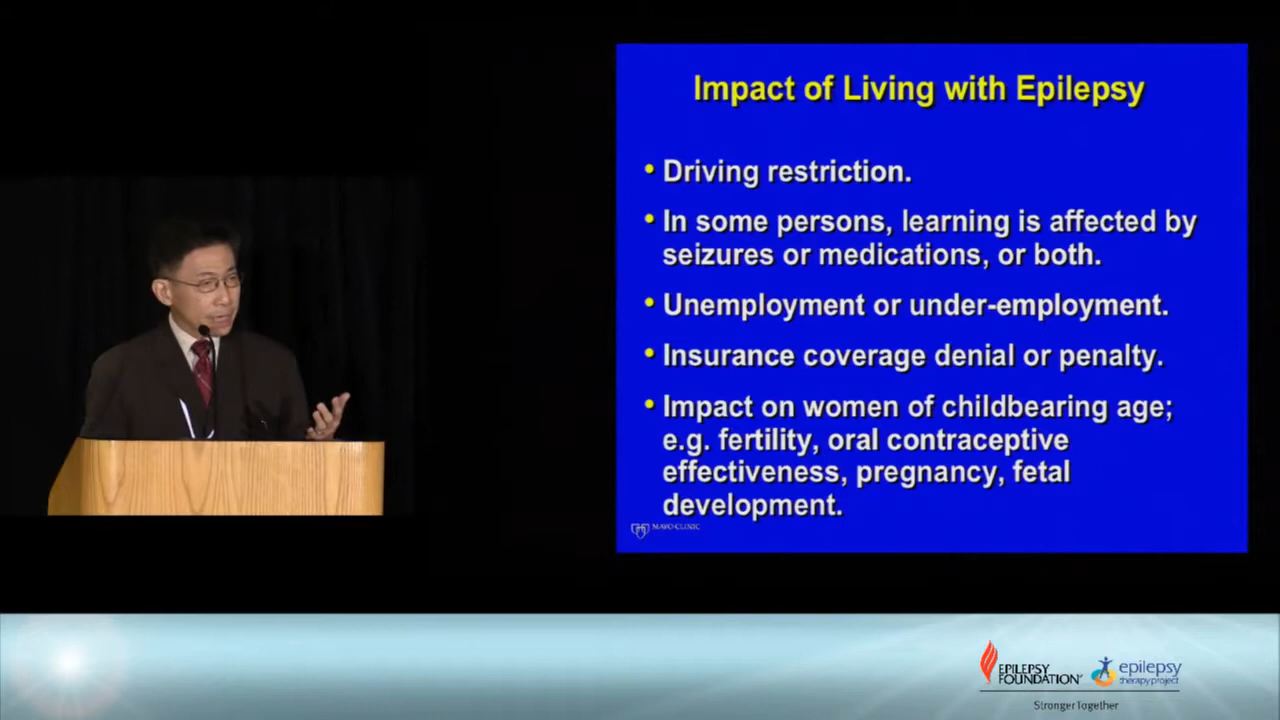 Impact of Living with Epilepsy
• Driving restriction.
• In some persons, learning is affected by
seizures or medications, or both.
• Unemployment or under-employment.
• Insurance coverage denial or penalty.
• Impact on women of childbearing age;
e.g. fertility, oral contraceptive
effectiveness, pregnancy, fetal
development.
MAYO CLINIC
EPILEPSY
FOUNDATION
epilepsy
therapy project
Stronger Together